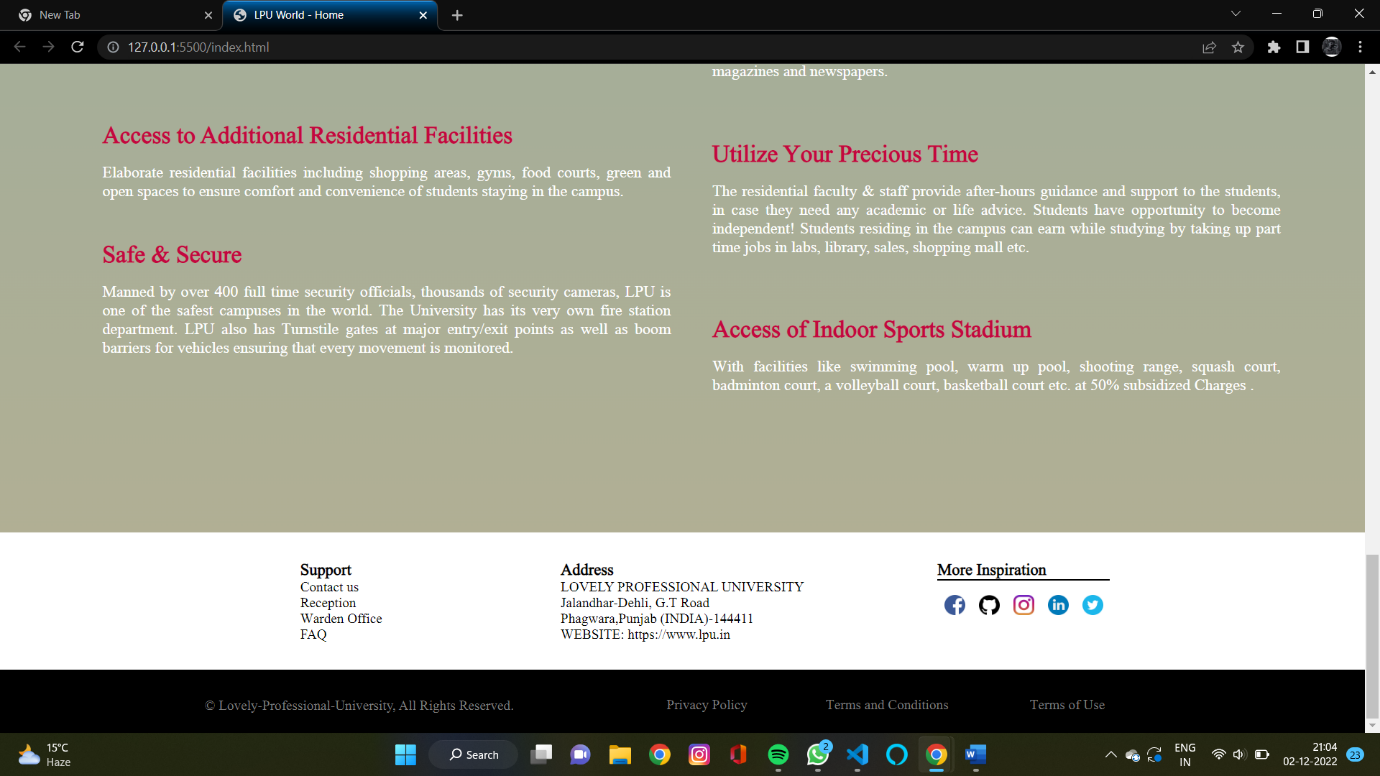 New Tab
LPU World - Home
127.0.0.1:5500/index.html
magazines and newspapers.
Access to Additional Residential Facilities
Elaborate residential facilities including shopping areas, gyms, food courts, green and
open spaces to ensure comfort and convenience of students staying in the campus.
Safe & Secure
Manned by over 400 full time security officials, thousands of security cameras, LPU is
one of the safest campuses in the world. The University has its very own fire station
department. LPU also has Turnstile gates at major entry/exit points as well as boom
barriers for vehicles ensuring that every movement is monitored.
Utilize Your Precious Time
The residential faculty & staff provide after-hours guidance and support to the students,
in case they need any academic or life advice. Students have opportunity to become
independent! Students residing in the campus can earn while studying by taking up part
time jobs in labs, library, sales, shopping mall etc.
Access of Indoor Sports Stadium
With facilities like swimming pool, warm up pool, shooting range, squash court,
badminton court, a volleyball court, basketball court etc. at 50% subsidized Charges .
Support
Contact us
Reception
Warden Office
FAQ
Address
LOVELY PROFESSIONAL UNIVERSITY
Jalandhar-Dehli, G.T Road
Phagwara,Punjab (INDIA)-144411
WEBSITE: https://www.lpu.in
More Inspiration
© Lovely-Professional-University, All Rights Reserved.
Privacy Policy
Terms and Conditions
Terms of Use
15°C
Haze
Search
2
ENG
IN
21:04
02-12-2022
23